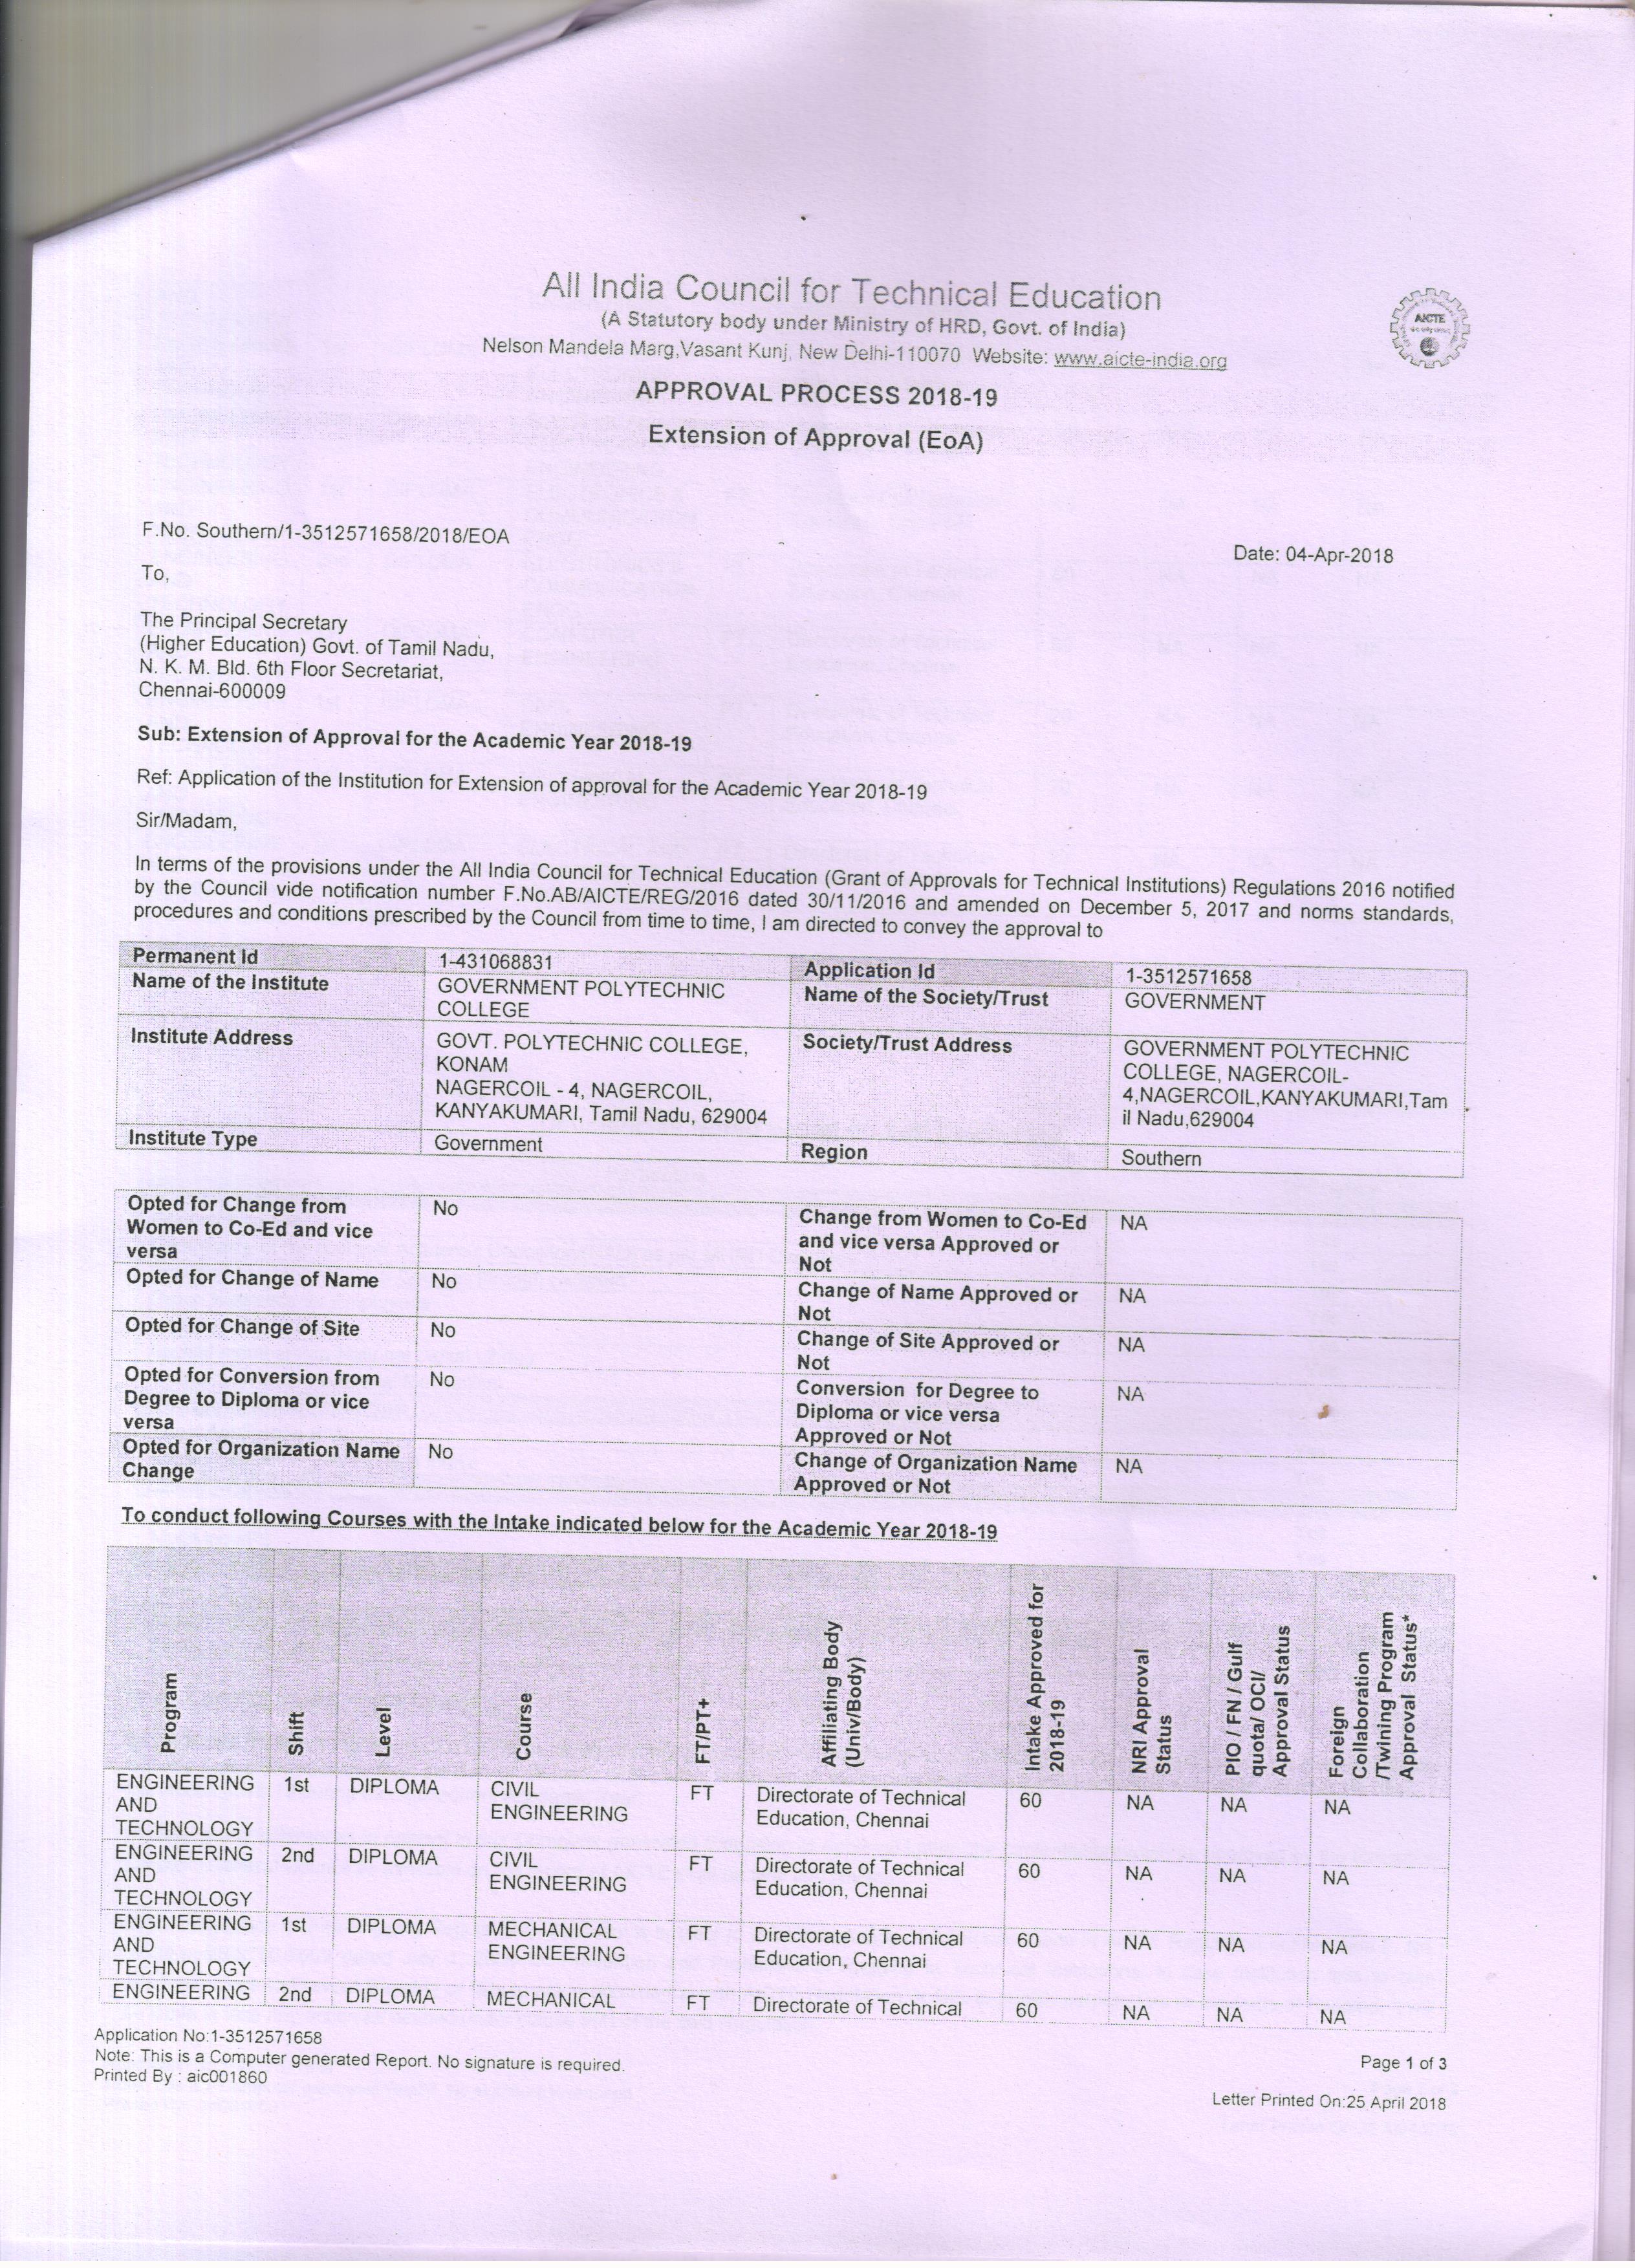 All India Council for Technical Education
(A Statutory body under Ministry of HRD, Govt. of India)
Nelson Mandela Marg,Vasant Kunj, New Delhi-110070 Website: www.aicte-india.org
AICTE
APPROVAL PROCESS 2018-19
Extension of Approval (EoA)
F.No. Southern/1-3512571658/2018/EOA
Date: 04-Apr-2018
To,
The Principal Secretary
(Higher Education) Govt. of Tamil Nadu,
N. K. M. Bld. 6th Floor Secretariat,
Chennai-600009
Sub: Extension of Approval for the Academic Year 2018-19
Ref: Application of the Institution for Extension of approval for the Academic Year 2018-19
Sir/Madam,
In terms of the provisions under the All India Council for Technical Education (Grant of Approvals for Technical Institutions) Regulations 2016 notified
by the Council vide notification number F.No.AB/AICTE/REG/2016 dated 30/11/2016 and amended on December 5, 2017 and norms standards,
procedures and conditions prescribed by the Council from time to time, I am directed to convey the approval to
Permanent Id 1-431068831 Application Id 1-3512571658
Name of the Institute GOVERNMENT POLYTECHNIC Name of the Society/Trust GOVERNMENT
COLLEGE
Institute Address GOVT. POLYTECHNIC COLLEGE, Society/Trust Address GOVERNMENT POLYTECHNIC
KONAM COLLEGE, NAGERCOIL-
NAGERCOIL - 4, NAGERCOIL, 4,NAGERCOIL,KANYAKUMARI,Tam
KANYAKUMARI, Tamil Nadu, 629004 il Nadu,629004
Institute Type Government Region Southern
Opted for Change from No Change from Women to Co-Ed NA
Women to Co-Ed and vice and vice versa Approved or
versa Not
Opted for Change of Name No Change of Name Approved or NA
Not
Opted for Change of Site No Change of Site Approved or NA
Not
Opted for Conversion from No Conversion for Degree to NA
Degree to Diploma or vice Diploma or vice versa
versa Approved or Not
Opted for Organization Name No Change of Organization Name NA
Change Approved or Not
To conduct following Courses with the Intake indicated below for the Academic Year 2018-19
Program
Shift
Level
Course
FT/PT+
Affiliating Body
(Univ/Body)
Intake Approved for
2018-19
NRI Approval
Status
PIO / FN / Gulf
quota/ OCI/
Approval Status
Foreign
Collaboration
/Twining Program
Approval Status*
ENGINEERING 1st DIPLOMA CIVIL FT Directorate of Technical 60 NA NA NA
AND ENGINEERING Education, Chennai
TECHNOLOGY
ENGINEERING 2nd DIPLOMA CIVIL FT Directorate of Technical 60 NA NA NA
AND ENGINEERING Education, Chennai
TECHNOLOGY
ENGINEERING 1st DIPLOMA MECHANICAL FT Directorate of Technical 60 NA NA NA
AND ENGINEERING Education, Chennai
TECHNOLOGY
ENGINEERING 2nd DIPLOMA MECHANICAL FT Directorate of Technical 60 NA NA NA
Application No:1-3512571658
Note: This is a Computer generated Report. No signature is required.
Page 1 of 3
Printed By : aic001860
Letter Printed On:25 April 2018